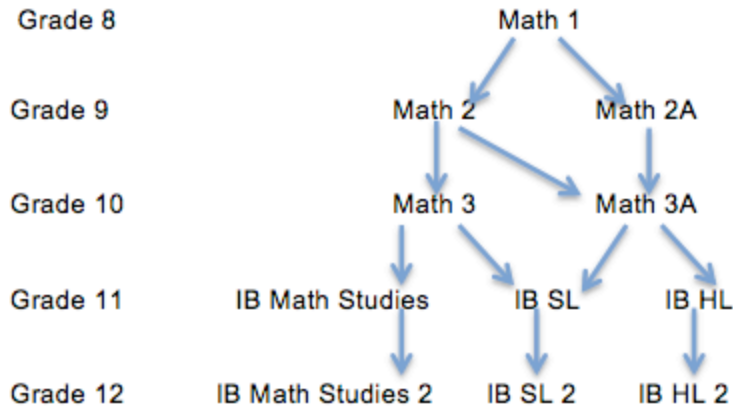 Grade 8 Math 1
Grade 9 Math 2 Math 2A
Grade 10 Math 3 Math 3A
Grade 11 IB Math Studies IB SL IB HL
Grade 12 IB Math Studies 2 IB SL 2 IB HL 2